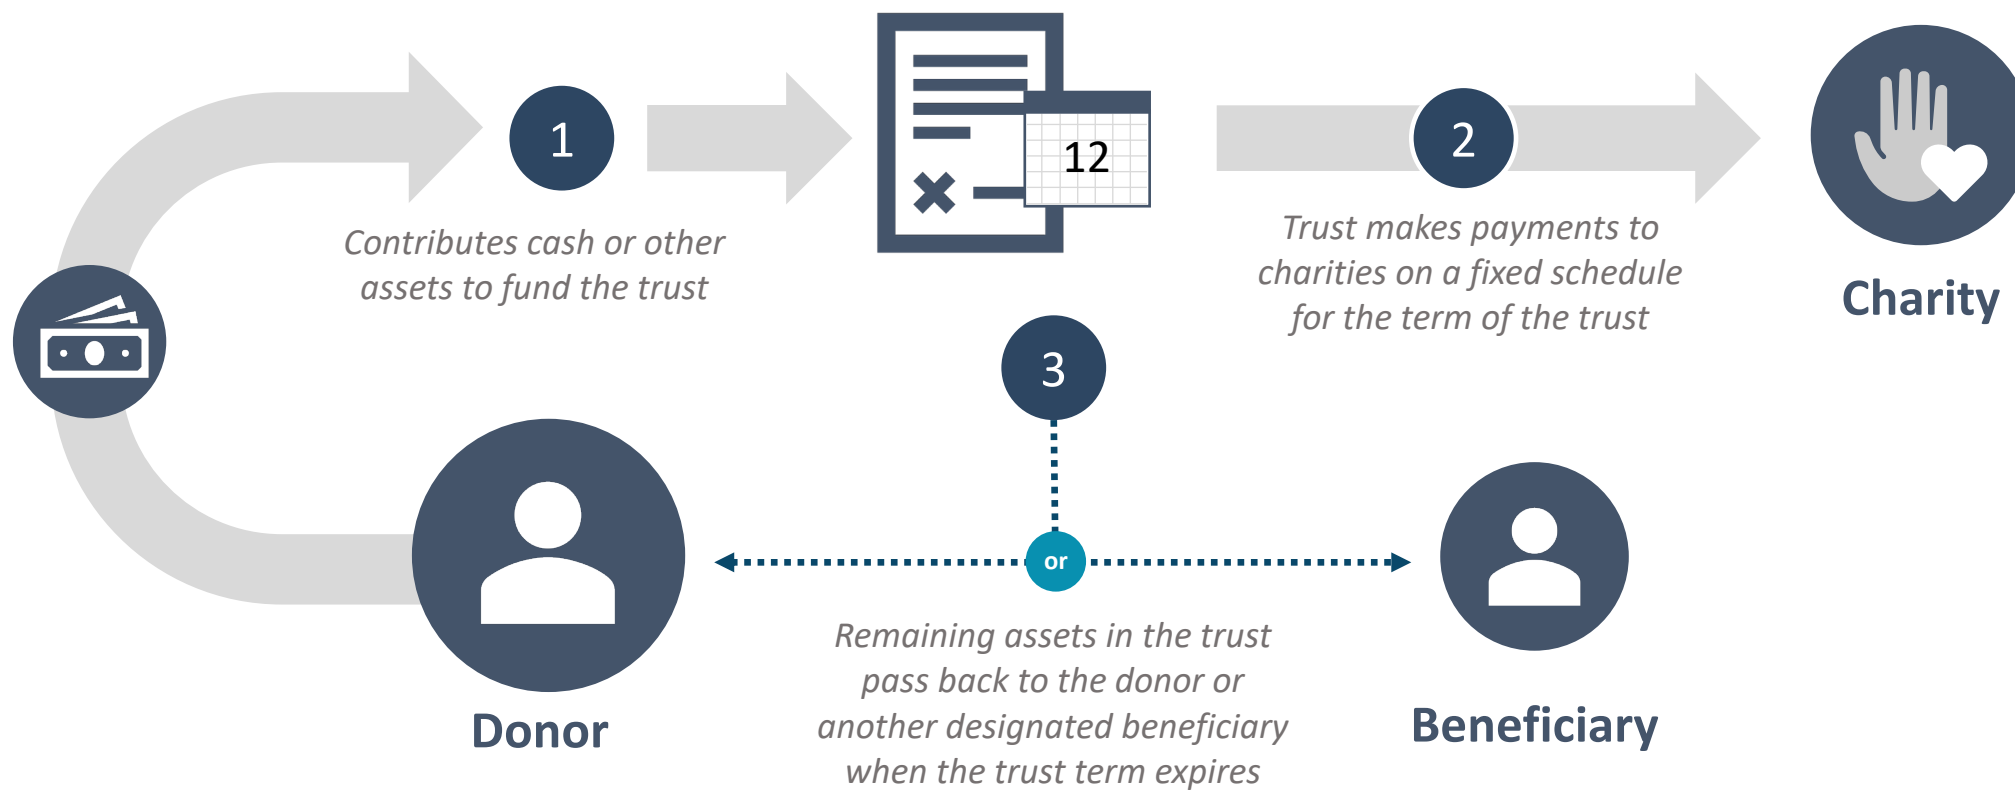 1
Contributes cash or other
assets to fund the trust
12
2
Trust makes payments to
charities on a fixed schedule
for the term of the trust
Charity
3
or
Remaining assets in the trust
pass back to the donor or
another designated beneficiary
when the trust term expires
Donor
Beneficiary